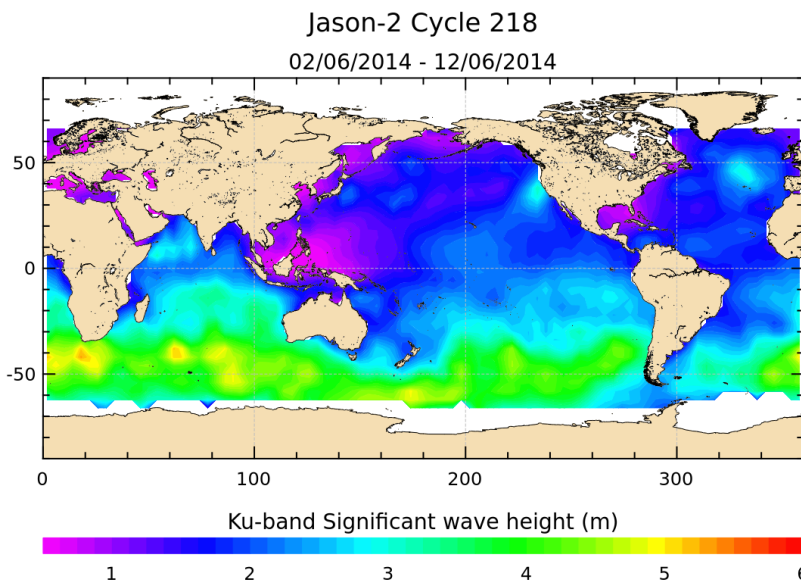 Jason-2 Cycle 218
02/06/2014 - 12/06/2014
50
0
-50
0 100 200 300
Ku-band Significant wave height (m)
1 2 3 4 5 6